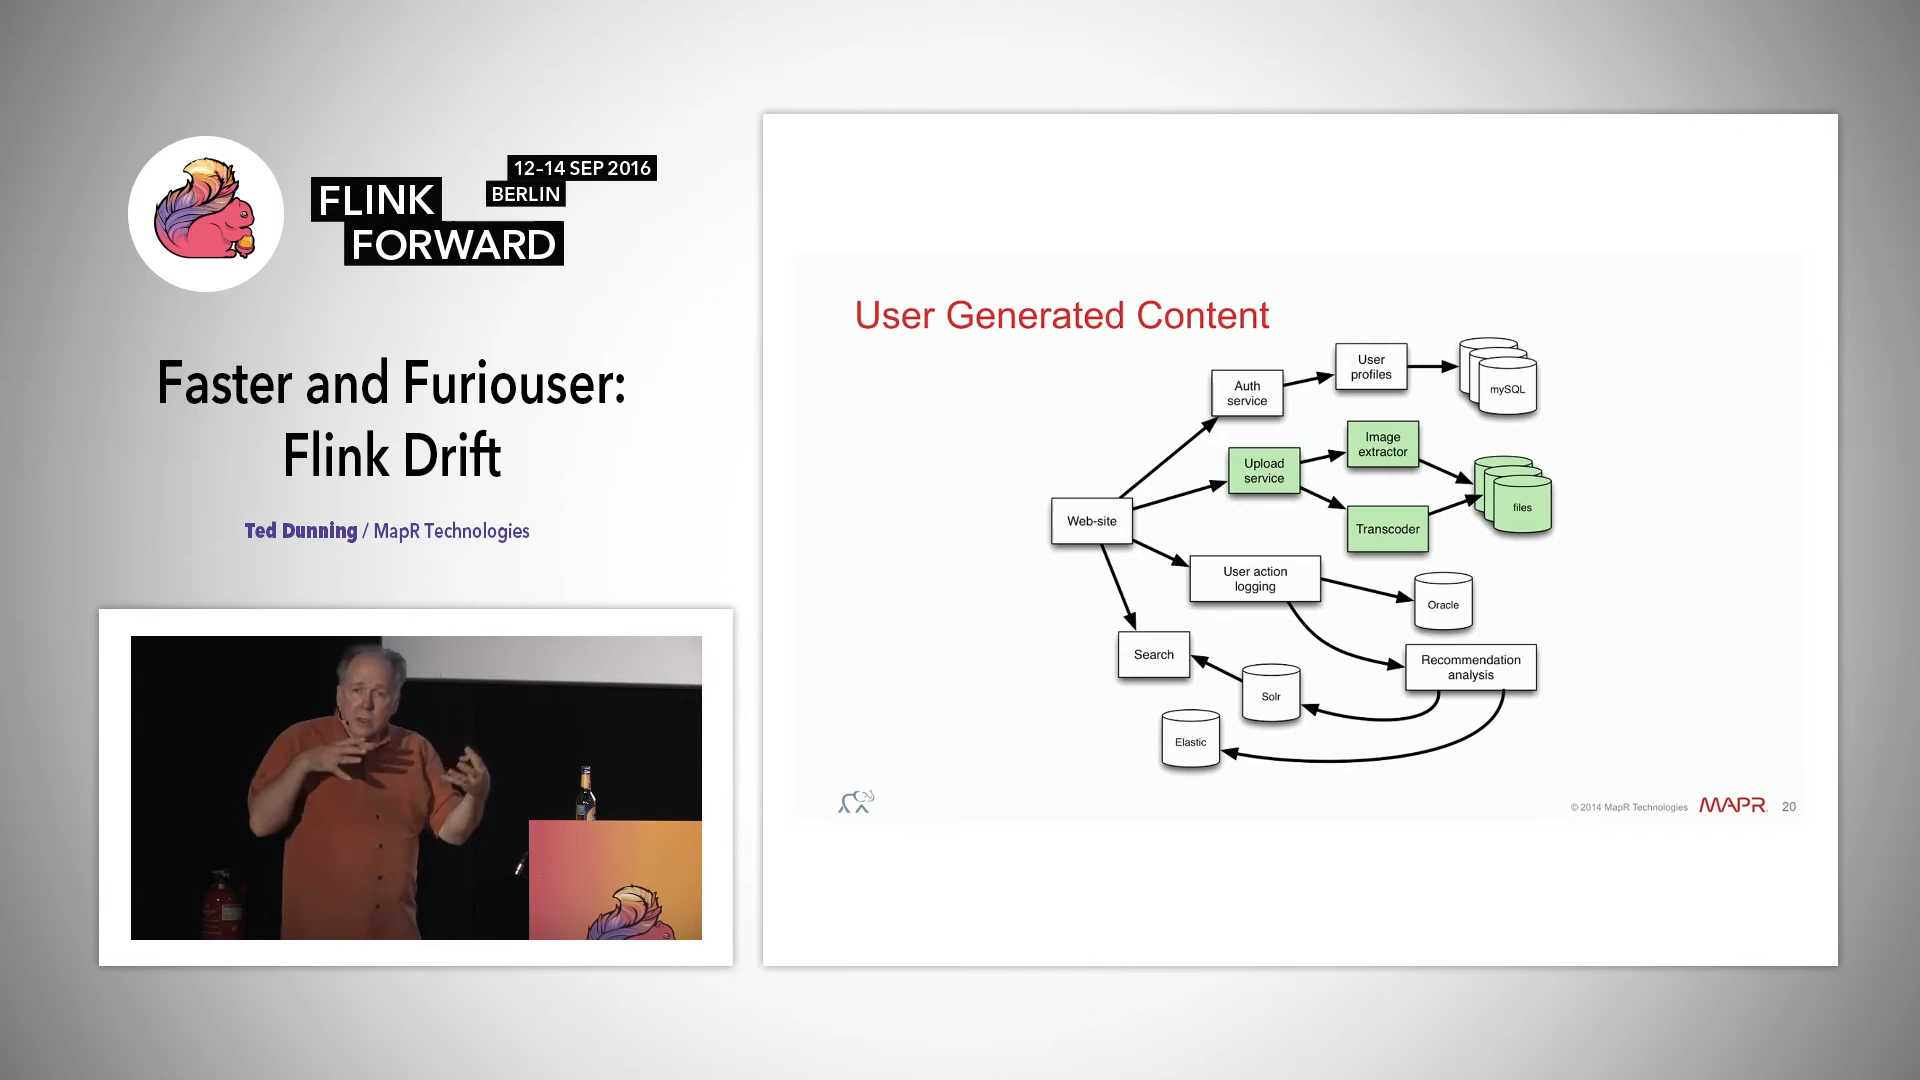 12-14 SEP 2016
BERLIN
FLINK
FORWARD
Faster and Furiouser:
Flink Drift
Ted Dunning / MapR Technologies
User Generated Content
User
profiles
mySQL
Auth
service
Image
extractor
Upload
service
files
Web-site
Transcoder
User action
logging
Oracle
Search
Recommendation
analysis
Solr
Elastic
© 2014 MapR Technologies
MAPR
20